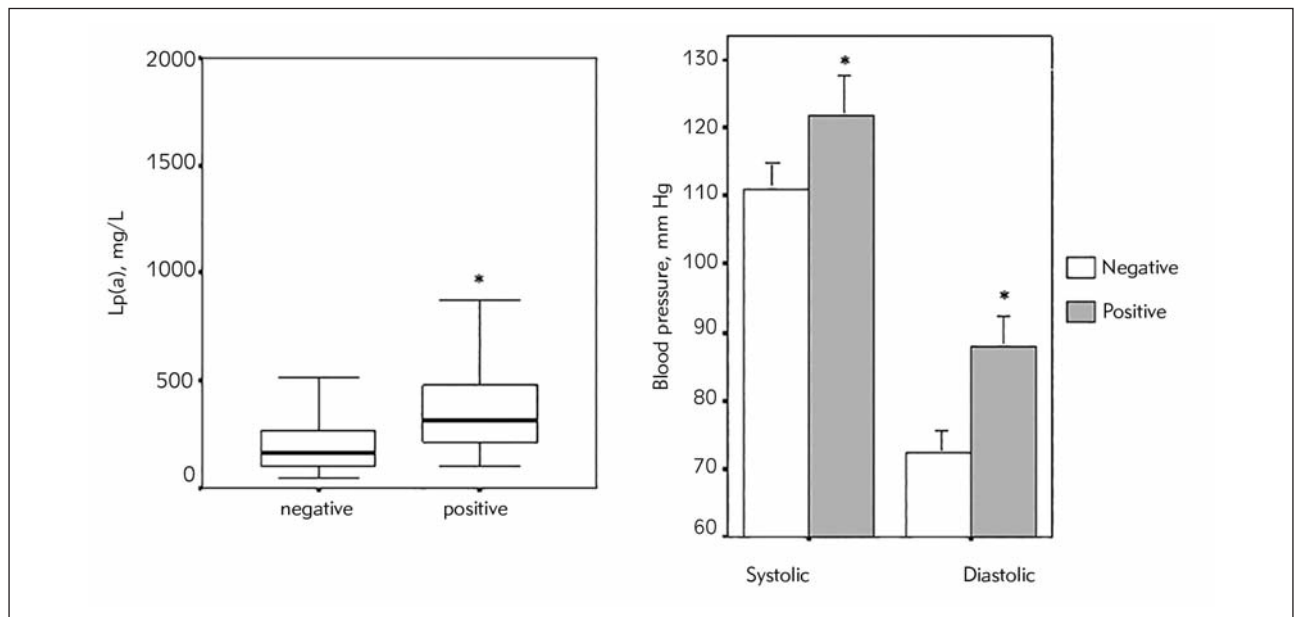 Lp(a), mg/L
2000
1500
1000
500
0
*
negative
positive
Blood pressure, mm Hg
130
120
110
100
90
80
70
60
*
*
Systolic
Diastolic
Negative
Positive